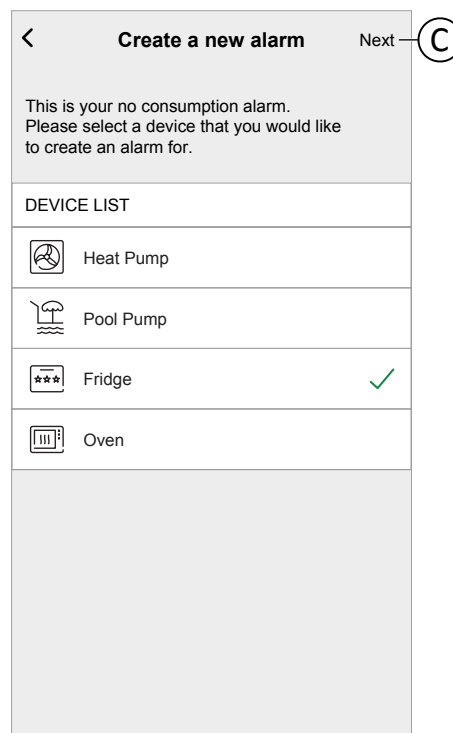 Create a new alarm Next C
This is your no consumption alarm.
Please select a device that you would like
to create an alarm for.
DEVICE LIST
Heat Pump
Pool Pump
Fridge
Oven